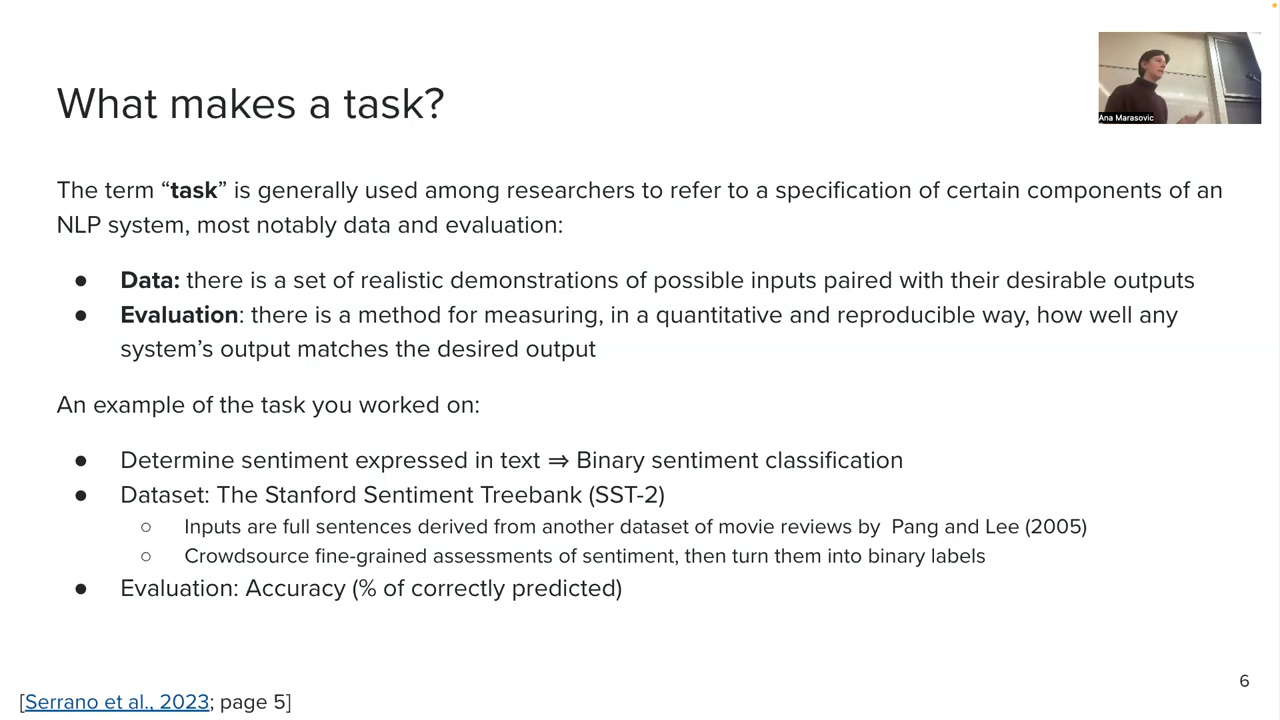 What makes a task?
Ana Marasovic
The term “task” is generally used among researchers to refer to a specification of certain components of an
NLP system, most notably data and evaluation:
● Data: there is a set of realistic demonstrations of possible inputs paired with their desirable outputs
● Evaluation: there is a method for measuring, in a quantitative and reproducible way, how well any
system’s output matches the desired output
An example of the task you worked on:
● Determine sentiment expressed in text ⇒ Binary sentiment classification
● Dataset: The Stanford Sentiment Treebank (SST-2)
○ Inputs are full sentences derived from another dataset of movie reviews by Pang and Lee (2005)
○ Crowdsource fine-grained assessments of sentiment, then turn them into binary labels
● Evaluation: Accuracy (% of correctly predicted)
6
[Serrano et al., 2023; page 5]